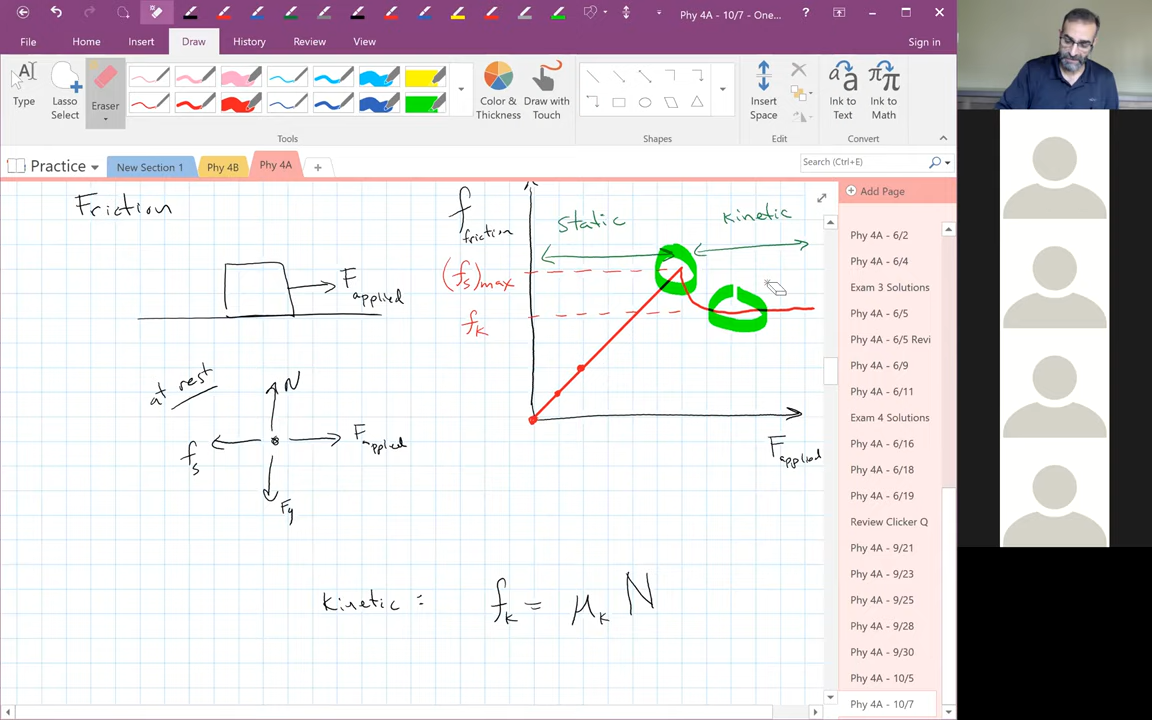 Phy 4A - 10/7 - One...
File
Home
Insert
Draw
History
Review
View
Sign in
Type
Lasso Select
Eraser
Color & Thickness
Draw with Touch
Insert Space
Ink to Text
Ink to Math
Tools
Shapes
Edit
Convert
Practice
New Section 1
Phy 4B
Phy 4A
Search (Ctrl+E)
Add Page
Phy 4A - 6/2
Phy 4A - 6/4
Exam 3 Solutions
Phy 4A - 6/5
Phy 4A - 6/5 Revi
Phy 4A - 6/9
Phy 4A - 6/11
Exam 4 Solutions
Phy 4A - 6/16
Phy 4A - 6/18
Phy 4A - 6/19
Review Clicker Q
Phy 4A - 9/21
Phy 4A - 9/23
Phy 4A - 9/25
Phy 4A - 9/28
Phy 4A - 9/30
Phy 4A - 10/5
Phy 4A - 10/7
Friction
F applied
at rest
N
fs
F applied
Fg
f friction
static
kinetic
(fs)max
fk
F applied
kinetic : fk = μk N